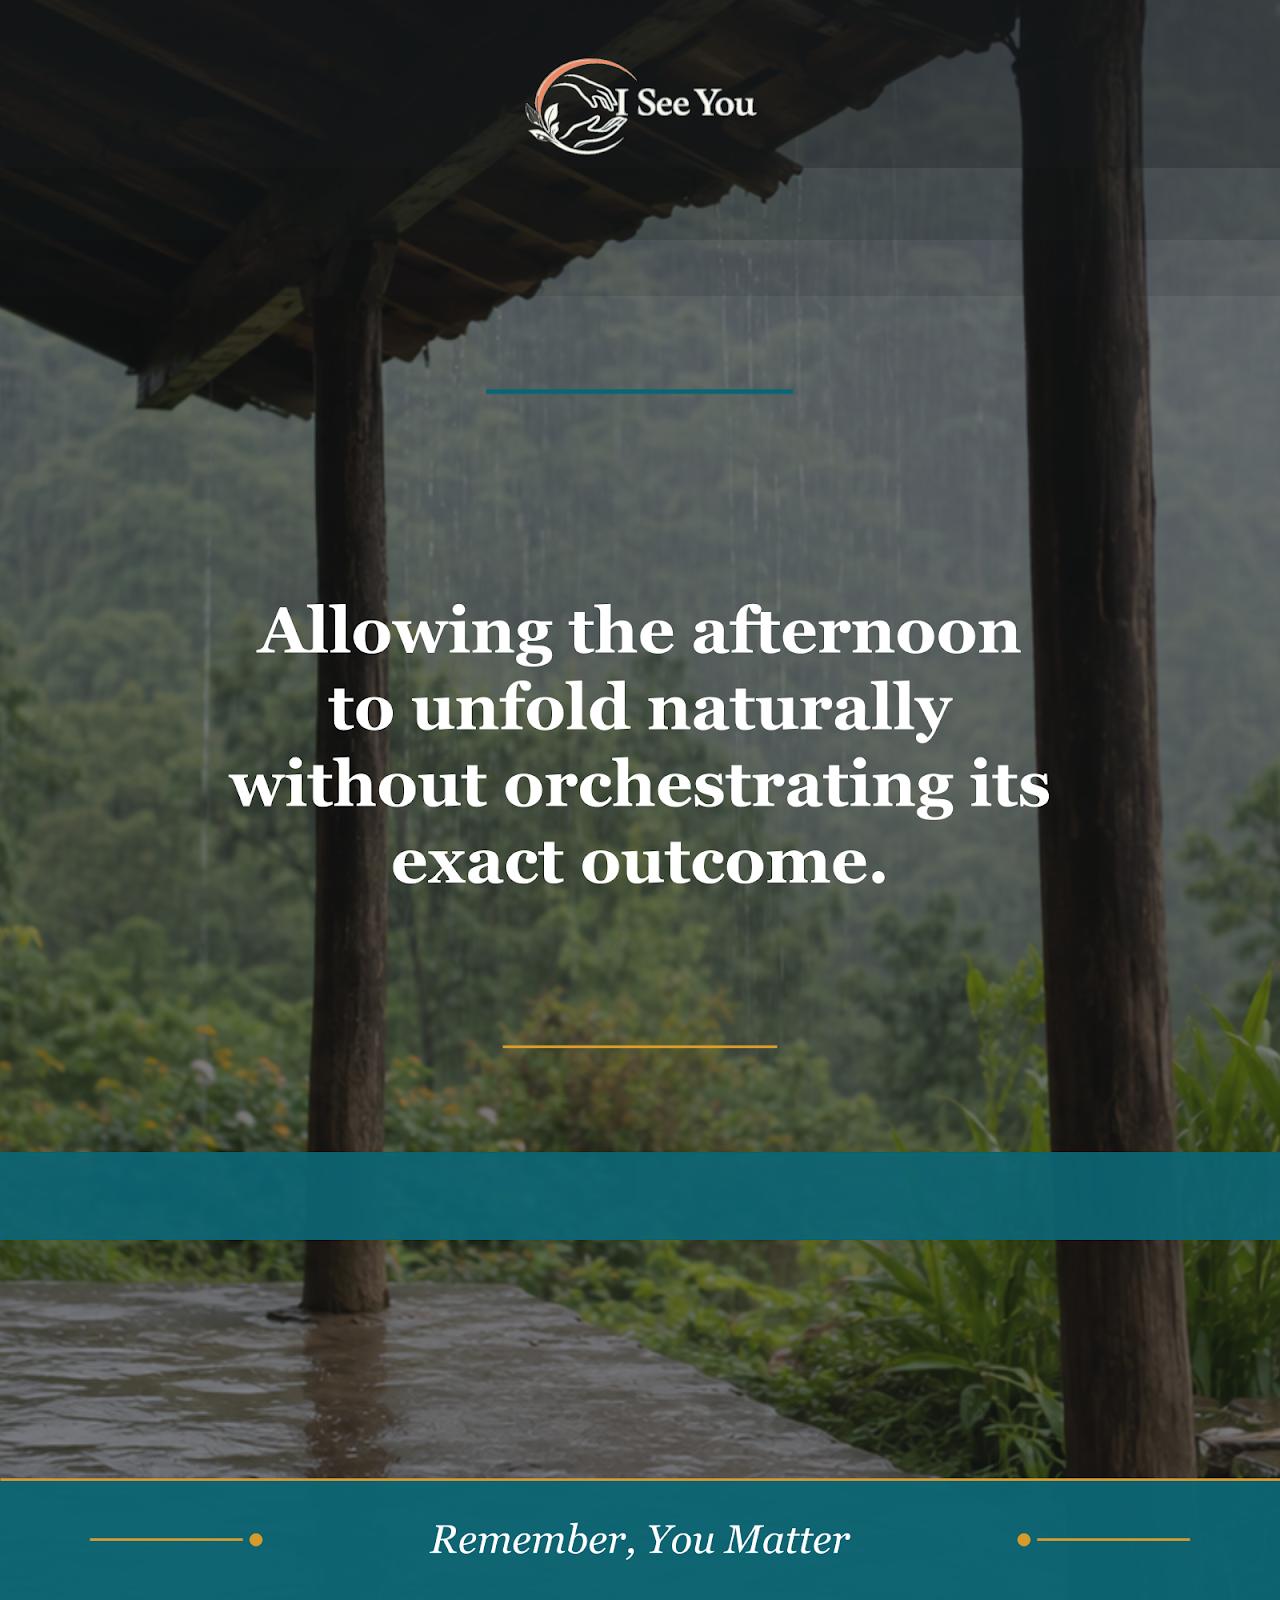 I See You
Allowing the afternoon
to unfold naturally
without orchestrating its
exact outcome.
Remember, You Matter